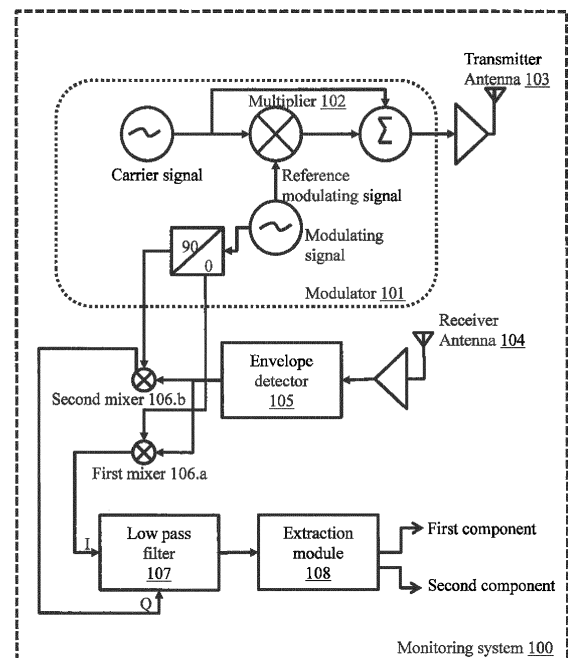 Transmitter
Antenna 103
Multiplier 102
Σ
Carrier signal
Reference
modulating signal
90
0
Modulating
signal
Modulator 101
Receiver
Antenna 104
Envelope
detector
105
Second mixer 106.b
First mixer 106.a
I
Low pass
filter
107
Q
Extraction
module
108
First component
Second component
Monitoring system 100